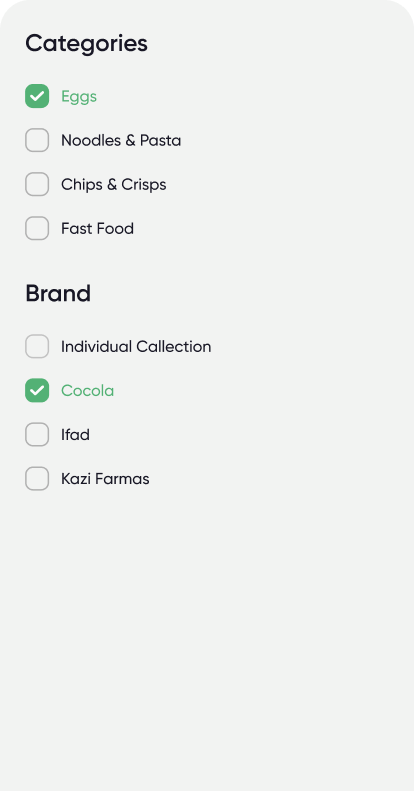 Categories
Eggs
Noodles & Pasta
Chips & Crisps
Fast Food
Brand
Individual Callection
Cocola
Ifad
Kazi Farmas